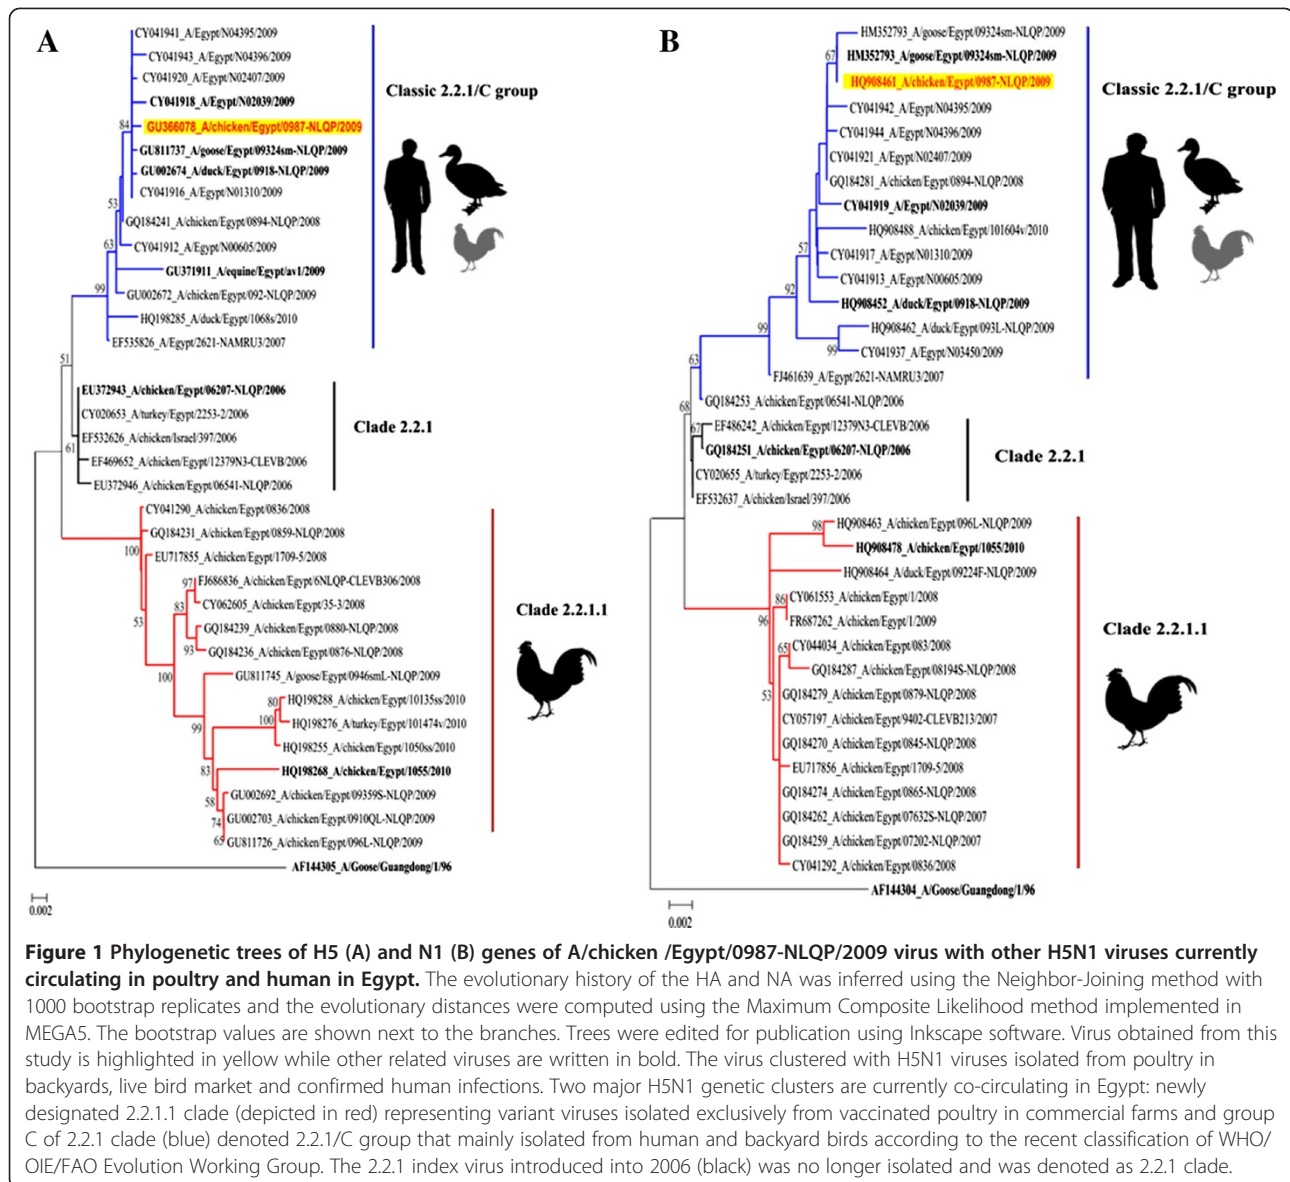 A
CY041941_A/Egypt/N04395/2009
CY041943_A/Egypt/N04396/2009
CY041920_A/Egypt/N02407/2009
CY041918_A/Egypt/N02039/2009
84
GU366078_A/chicken/Egypt/0987-NLQP/2009
GU811737_A/goose/Egypt/09324sm-NLQP/2009
GU002674_A/duck/Egypt/0918-NLQP/2009
CY041916_A/Egypt/N01310/2009
53
GQ184241_A/chicken/Egypt/0894-NLQP/2008
63
CY041912_A/Egypt/N00605/2009
GU371911_A/equine/Egypt/av1/2009
99
GU002672_A/chicken/Egypt/092-NLQP/2009
HQ198285_A/duck/Egypt/1068s/2010
EF535826_A/Egypt/2621-NAMRU3/2007
Classic 2.2.1/C group
51
EU372943_A/chicken/Egypt/06207-NLQP/2006
CY020653_A/turkey/Egypt/2253-2/2006
EF532626_A/chicken/Israel/397/2006
61
EF469652_A/chicken/Egypt/12379N3-CLEVB/2006
EU372946_A/chicken/Egypt/06541-NLQP/2006
Clade 2.2.1
CY041290_A/chicken/Egypt/0836/2008
GQ184231_A/chicken/Egypt/0859-NLQP/2008
100
EU717855_A/chicken/Egypt/1709-5/2008
97
FJ686836_A/chicken/Egypt/6NLQP-CLEVB306/2008
83
CY062605_A/chicken/Egypt/35-3/2008
53
GQ184239_A/chicken/Egypt/0880-NLQP/2008
93
GQ184236_A/chicken/Egypt/0876-NLQP/2008
100
GU811745_A/goose/Egypt/0946smL-NLQP/2009
80
HQ198288_A/chicken/Egypt/10135ss/2010
100
HQ198276_A/turkey/Egypt/101474v/2010
99
HQ198255_A/chicken/Egypt/1050ss/2010
83
HQ198268_A/chicken/Egypt/1055/2010
58
GU002692_A/chicken/Egypt/09359S-NLQP/2009
74
GU002703_A/chicken/Egypt/0910QL-NLQP/2009
65
GU811726_A/chicken/Egypt/096L-NLQP/2009
Clade 2.2.1.1
AF144305_A/Goose/Guangdong/1/96
0.002
B
HM352793_A/goose/Egypt/09324sm-NLQP/2009
67
HM352793_A/goose/Egypt/09324sm-NLQP/2009
HQ908461_A/chicken/Egypt/0987-NLQP/2009
CY041942_A/Egypt/N04395/2009
CY041944_A/Egypt/N04396/2009
CY041921_A/Egypt/N02407/2009
GQ184281_A/chicken/Egypt/0894-NLQP/2008
CY041919_A/Egypt/N02039/2009
HQ908488_A/chicken/Egypt/101604v/2010
57
CY041917_A/Egypt/N01310/2009
CY041913_A/Egypt/N00605/2009
92
HQ908452_A/duck/Egypt/0918-NLQP/2009
99
HQ908462_A/duck/Egypt/093L-NLQP/2009
99
CY041937_A/Egypt/N03450/2009
63
FJ461639_A/Egypt/2621-NAMRU3/2007
Classic 2.2.1/C group
68
GQ184253_A/chicken/Egypt/06541-NLQP/2006
67
EF486242_A/chicken/Egypt/12379N3-CLEVB/2006
GQ184251_A/chicken/Egypt/06207-NLQP/2006
CY020655_A/turkey/Egypt/2253-2/2006
EF532637_A/chicken/Israel/397/2006
Clade 2.2.1
98
HQ908463_A/chicken/Egypt/096L-NLQP/2009
HQ908478_A/chicken/Egypt/1055/2010
HQ908464_A/duck/Egypt/09224F-NLQP/2009
86
CY061553_A/chicken/Egypt/1/2008
96
FR687262_A/chicken/Egypt/1/2009
65
CY044034_A/chicken/Egypt/083/2008
GQ184287_A/chicken/Egypt/08194S-NLQP/2008
53
GQ184279_A/chicken/Egypt/0879-NLQP/2008
CY057197_A/chicken/Egypt/9402-CLEVB213/2007
GQ184270_A/chicken/Egypt/0845-NLQP/2008
EU717856_A/chicken/Egypt/1709-5/2008
GQ184274_A/chicken/Egypt/0865-NLQP/2008
GQ184262_A/chicken/Egypt/07632S-NLQP/2007
GQ184259_A/chicken/Egypt/07202-NLQP/2007
CY041292_A/chicken/Egypt/0836/2008
Clade 2.2.1.1
AF144304_A/Goose/Guangdong/1/96
0.002
Figure 1 Phylogenetic trees of H5 (A) and N1 (B) genes of A/chicken /Egypt/0987-NLQP/2009 virus with other H5N1 viruses currently
circulating in poultry and human in Egypt. The evolutionary history of the HA and NA was inferred using the Neighbor-Joining method with
1000 bootstrap replicates and the evolutionary distances were computed using the Maximum Composite Likelihood method implemented in
MEGA5. The bootstrap values are shown next to the branches. Trees were edited for publication using Inkscape software. Virus obtained from this
study is highlighted in yellow while other related viruses are written in bold. The virus clustered with H5N1 viruses isolated from poultry in
backyards, live bird market and confirmed human infections. Two major H5N1 genetic clusters are currently co-circulating in Egypt: newly
designated 2.2.1.1 clade (depicted in red) representing variant viruses isolated exclusively from vaccinated poultry in commercial farms and group
C of 2.2.1 clade (blue) denoted 2.2.1/C group that mainly isolated from human and backyard birds according to the recent classification of WHO/
OIE/FAO Evolution Working Group. The 2.2.1 index virus introduced into 2006 (black) was no longer isolated and was denoted as 2.2.1 clade.